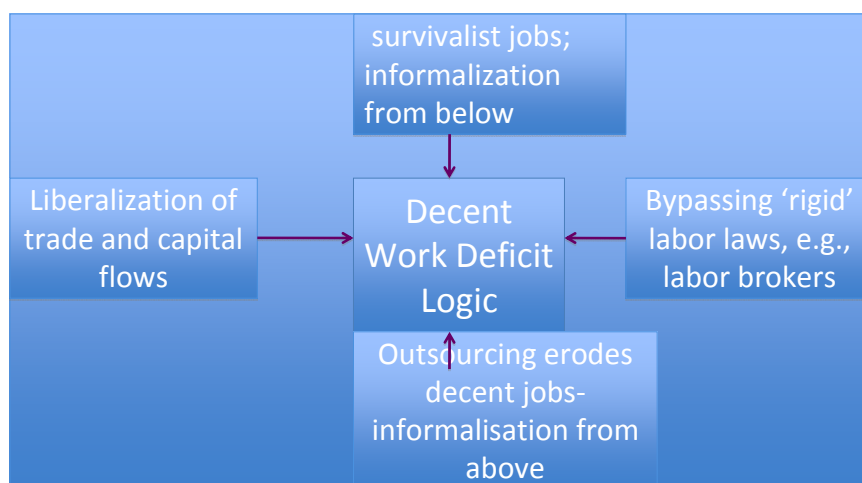 survivalist jobs;
informalization
from below
Liberalization of
trade and capital
flows
Decent
Work Deficit
Logic
Bypassing ‘rigid’
labor laws, e.g.,
labor brokers
Outsourcing erodes
decent jobs-
informalisation from
above